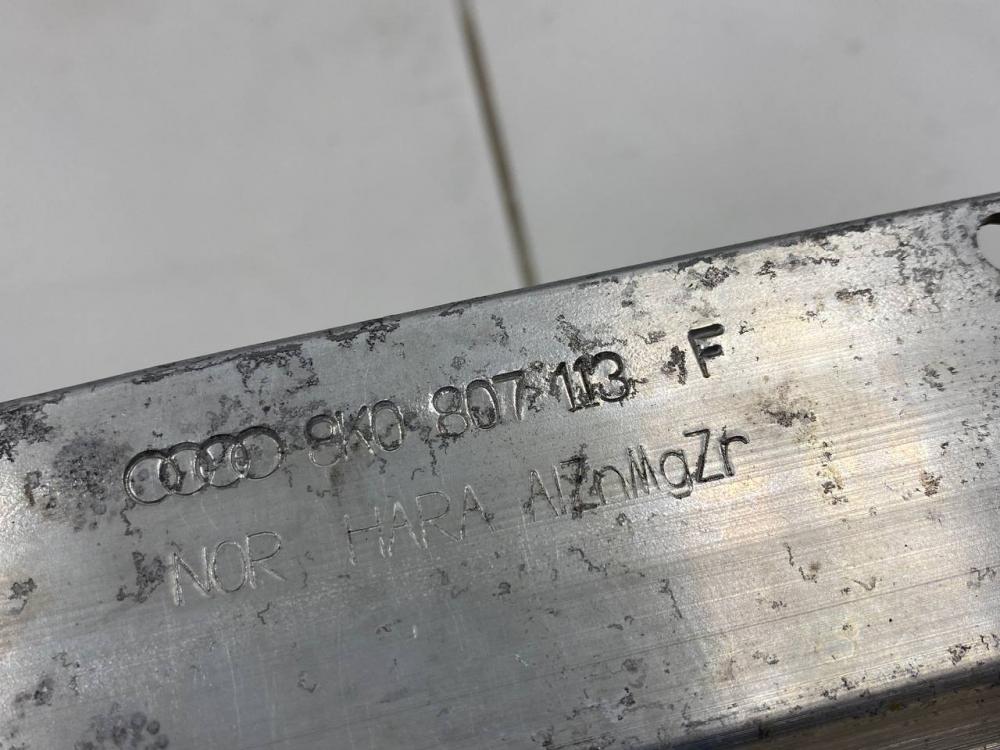 8K0 807 113 F
NOR HARA AlZnMgZr